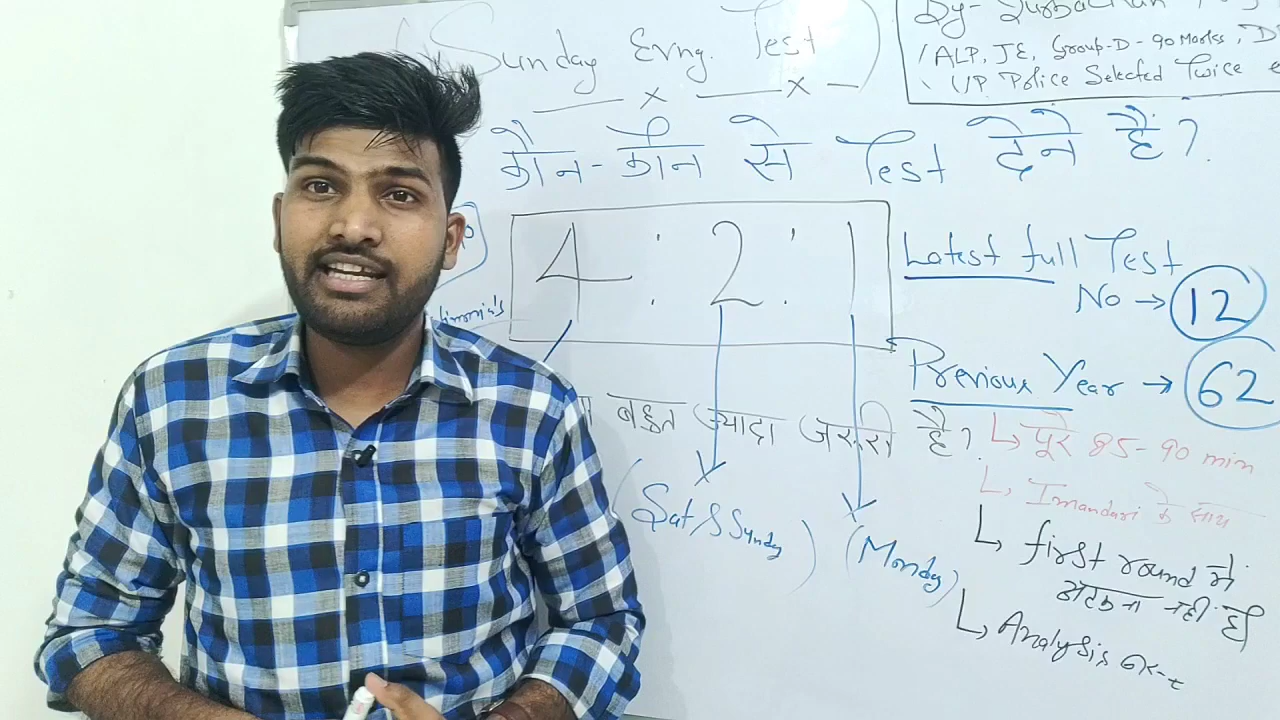 (Sunday Evng. Test)
By- Gurbachan
ALP, JE, Group-D - 90 Marks,
UP Police Selected Twice
कौन-कौन से Test देने हैं?
4 : 2 : 1
Latest full Test
No → 12
Previous Year → 62
बहुत ज्यादा जरूरी है?
↳ पूरे 85-90 min
↳ Imandari के साथ
↳ first round में
अटकना नहीं है
↳ Analysis
(Sat & Sunday)
(Monday)